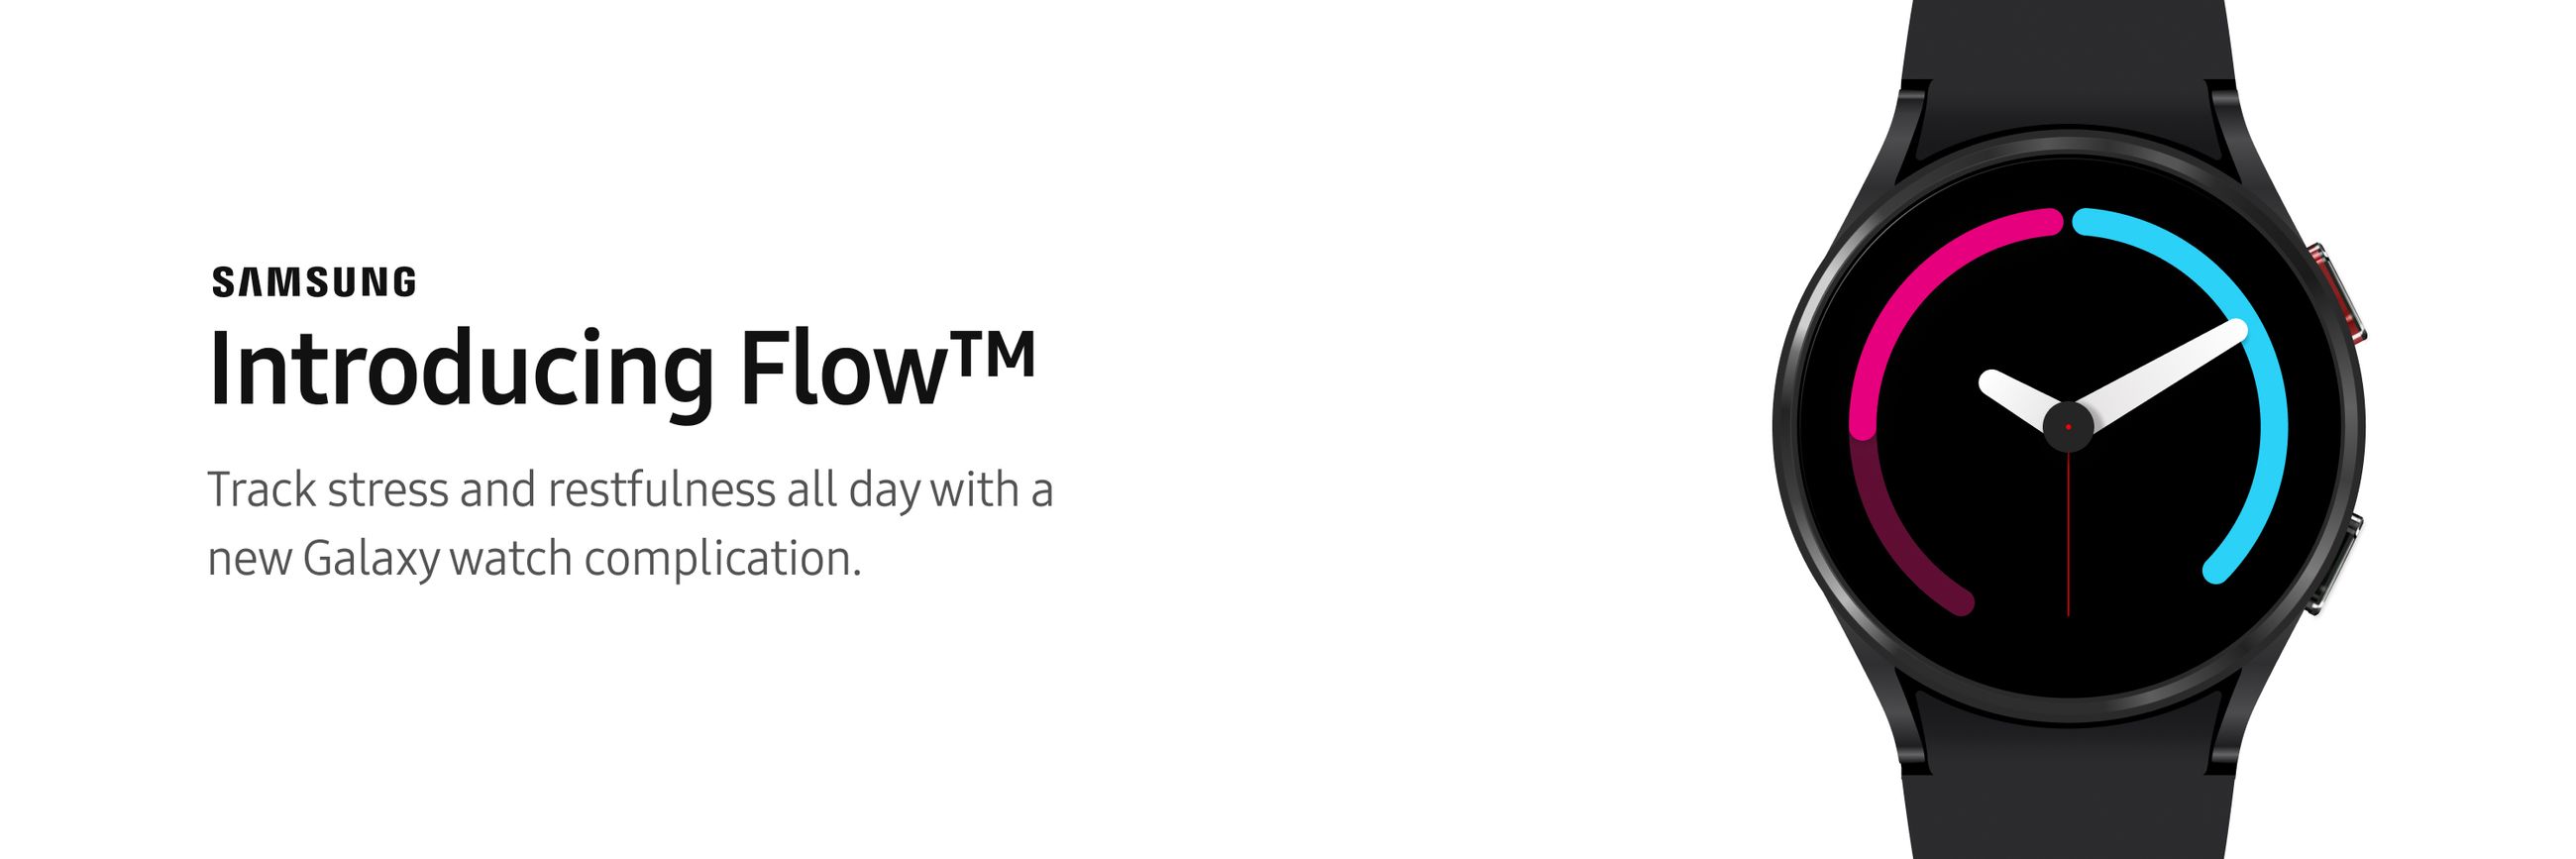 SAMSUNG
Introducing Flow™
Track stress and restfulness all day with a
new Galaxy watch complication.